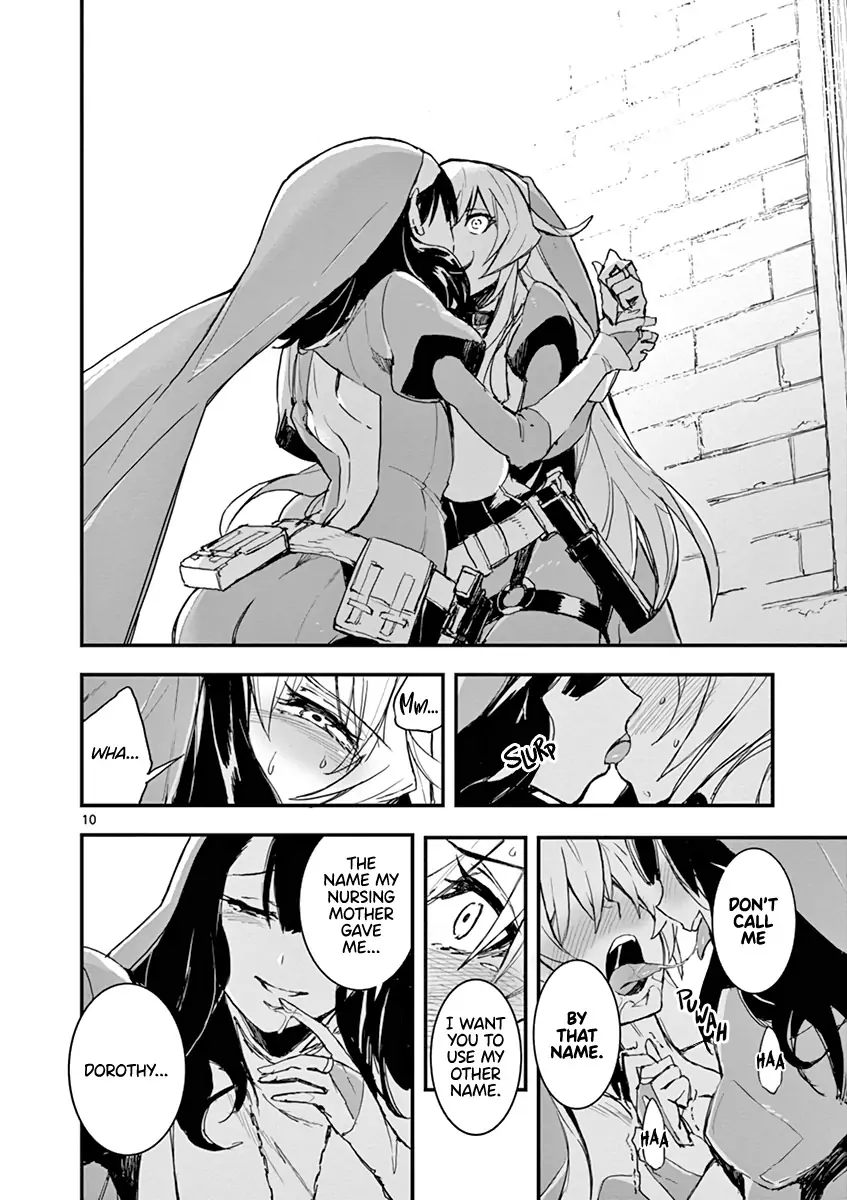 SLURP
MM...
WHA...
10
DON'T
CALL
ME
BY
THAT
NAME.
PUWAH
HAA
HAA
I WANT
YOU TO
USE MY
OTHER
NAME.
THE
NAME MY
NURSING
MOTHER
GAVE
ME...
DOROTHY...